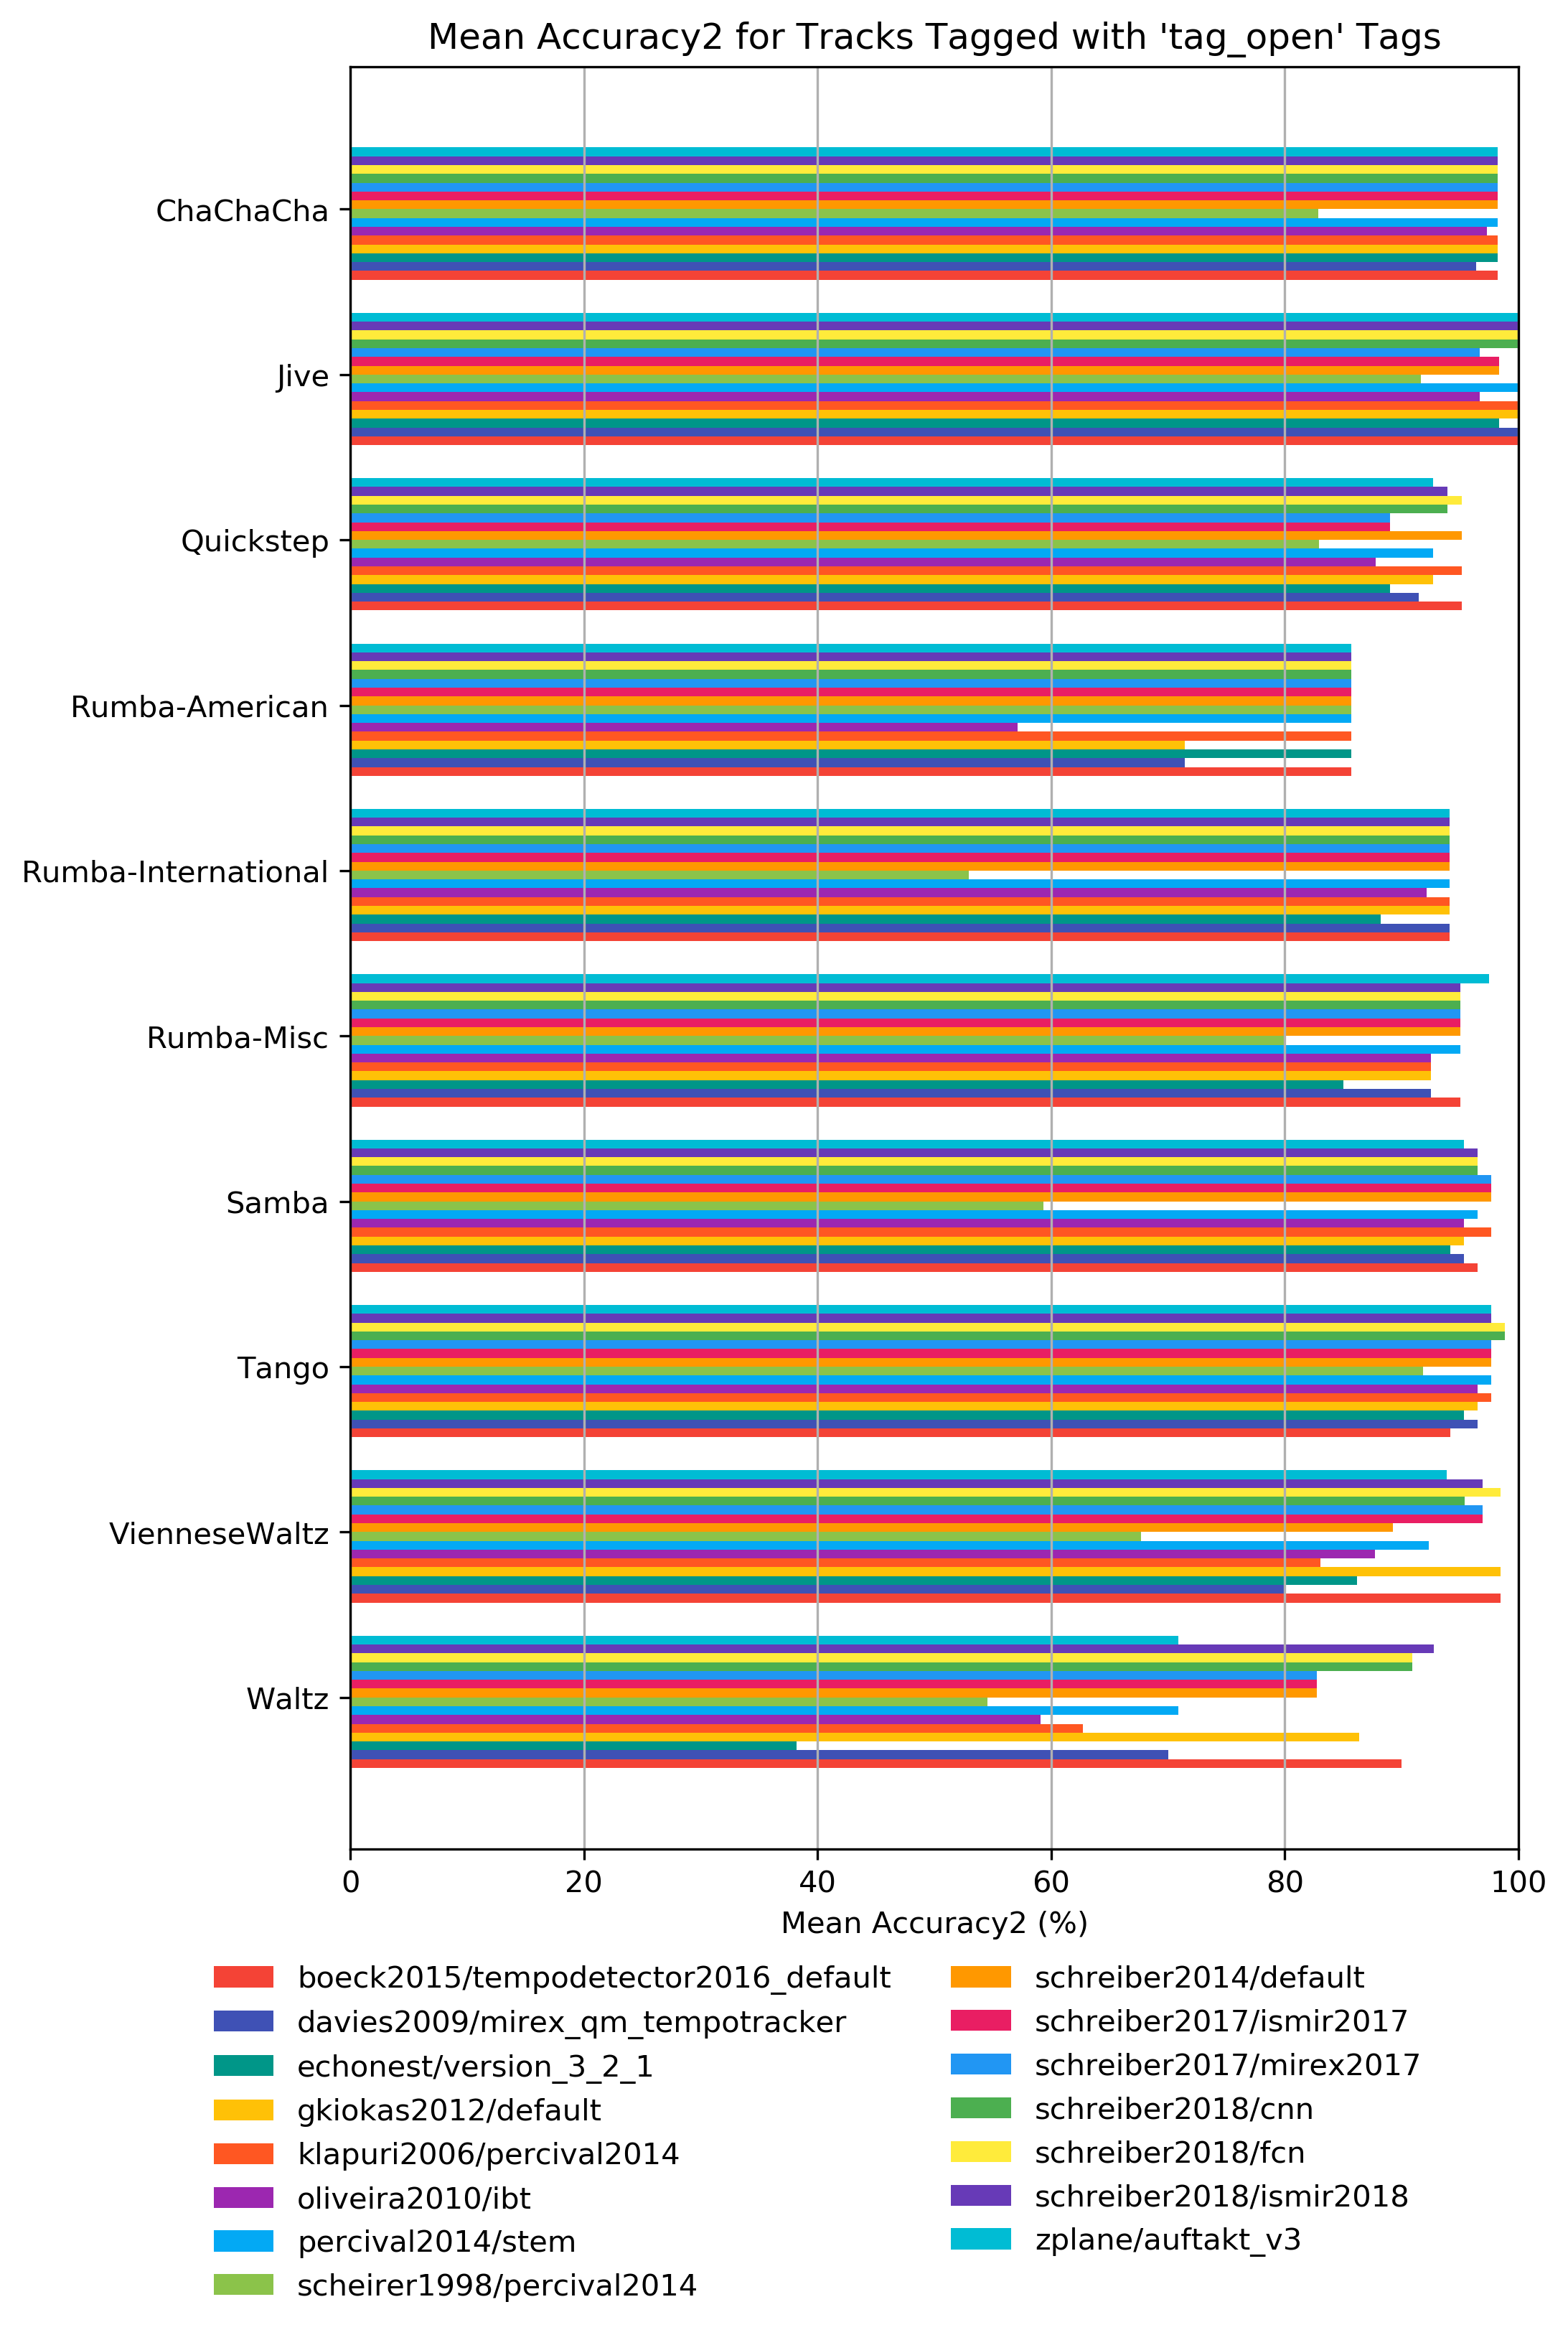 Mean Accuracy2 for Tracks Tagged with 'tag_open' Tags
ChaChaCha
Jive
Quickstep
Rumba-American
Rumba-International
Rumba-Misc
Samba
Tango
VienneseWaltz
Waltz
0 20 40 60 80 100
Mean Accuracy2 (%)
boeck2015/tempodetector2016_default
davies2009/mirex_qm_tempotracker
echonest/version_3_2_1
gkiokas2012/default
klapuri2006/percival2014
oliveira2010/ibt
percival2014/stem
scheirer1998/percival2014
schreiber2014/default
schreiber2017/ismir2017
schreiber2017/mirex2017
schreiber2018/cnn
schreiber2018/fcn
schreiber2018/ismir2018
zplane/auftakt_v3